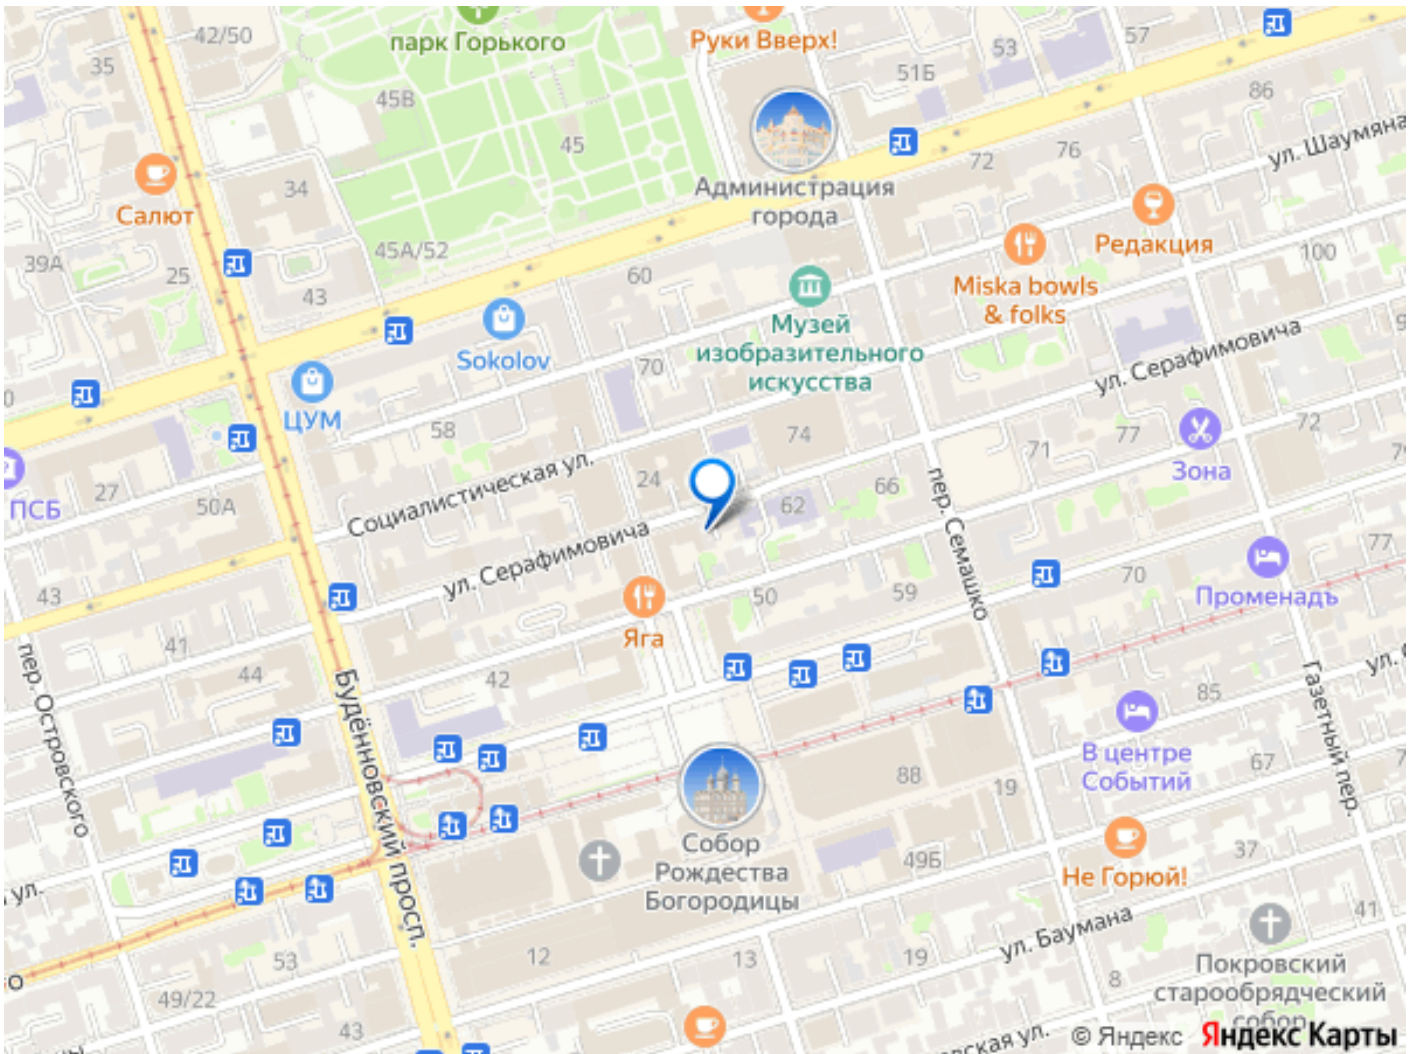 42/50
парк Горького
Руки Вверх!
53
57
35
51Б
86
45В
ул. Шаумяна
45
72
76
34
Администрация
города
Салют
Редакция
45А/52
39А
25
60
100
43
Miska bowls
& folks
Музей
изобразительного
искусства
Sokolov
ул. Серафимовича
70
ЦУМ
58
74
77
72
71
Зона
Социалистическая ул.
24
66
ПСБ
27
50А
62
пер. Семашко
ул. Серафимовича
77
70
43
50
59
Променадъ
Яга
41
44
42
пер. Островского
Будённовский просп.
85
Газетный пер.
В центре
Событий
67
88
19
Собор
Рождества
Богородицы
49Б
37
Не Горюй!
ул.
41
ул. Баумана
53
12
13
19
8
Покровский
старообрядческий
собор
49/22
43
© Яндекс
Яндекс Карты